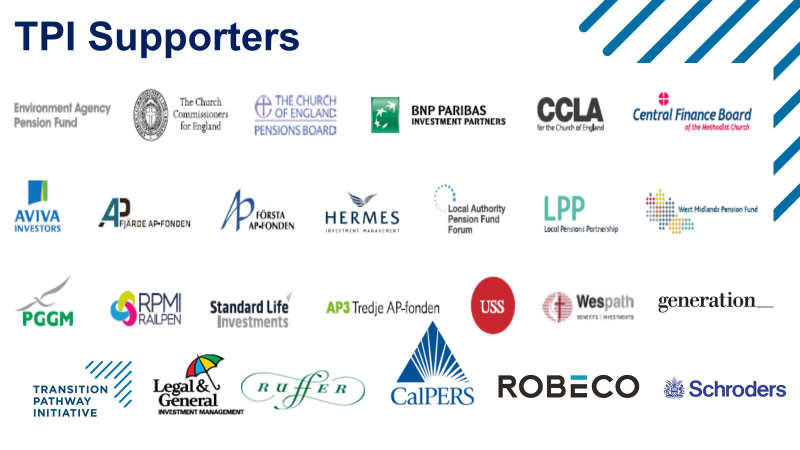 TPI Supporters
Environment Agency
Pension Fund
The Church
Commissioners
for England
THE CHURCH
OF ENGLAND
PENSIONS BOARD
BNP PARIBAS
INVESTMENT PARTNERS
CCLA
for the Church of England
Central Finance Board
of the Methodist Church
AVIVA
INVESTORS
AP
FJÄRDE AP-FONDEN
AP
FÖRSTA
AP-FONDEN
HERMES
INVESTMENT MANAGEMENT
Local Authority
Pension Fund
Forum
LPP
Local Pensions Partnership
West Midlands Pension Fund
PGGM
RPMI
RAILPEN
Standard Life
Investments
AP3 Tredje AP-fonden
USS
Wespath
BENEFITS | INVESTMENTS
generation_
TRANSITION
PATHWAY
INITIATIVE
Legal &
General
INVESTMENT MANAGEMENT
RUFFER
CalPERS
ROBECO
Schroders